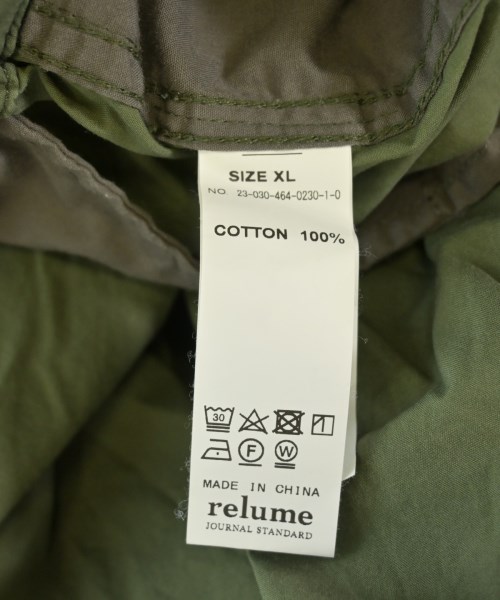 SIZE XL
NO. 23-030-464-0230-1-0
COTTON 100%
30
F W
MADE IN CHINA
relume
JOURNAL STANDARD